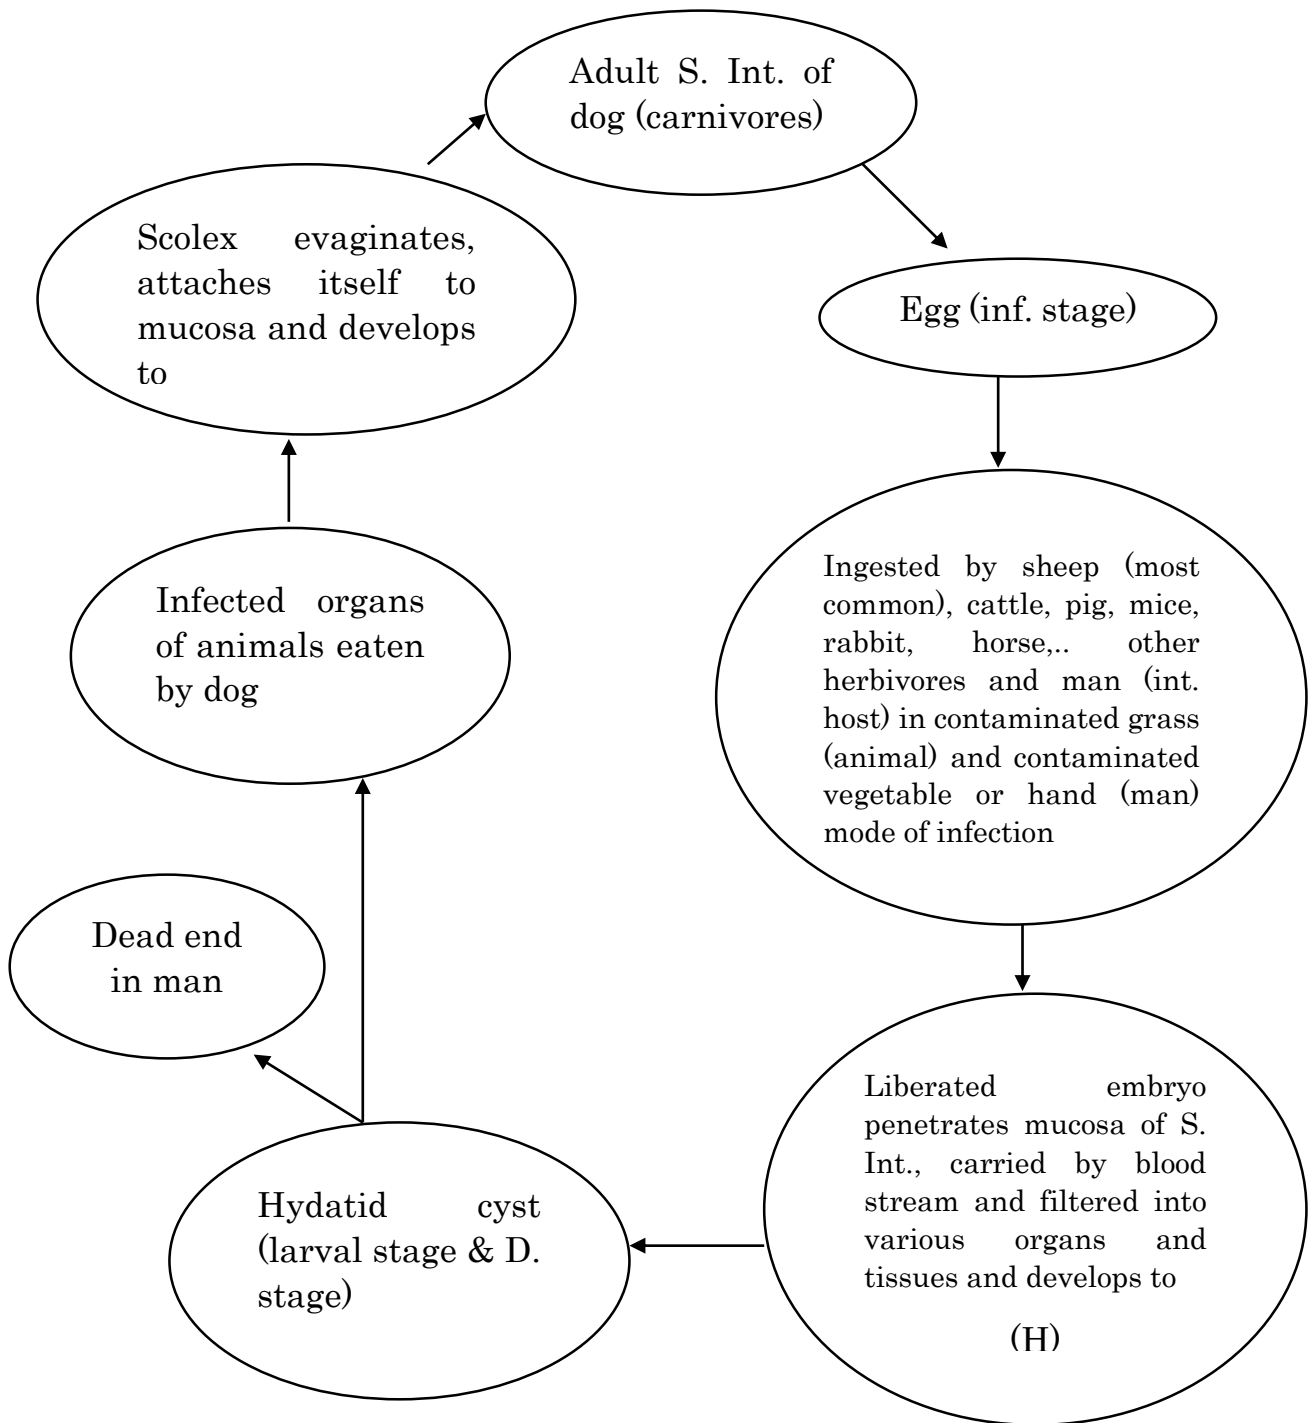 Adult S. Int. of
dog (carnivores)
Egg (inf. stage)
Ingested by sheep (most
common), cattle, pig, mice,
rabbit, horse,.. other
herbivores and man (int.
host) in contaminated grass
(animal) and contaminated
vegetable or hand (man)
mode of infection
Liberated embryo
penetrates mucosa of S.
Int., carried by blood
stream and filtered into
various organs and
tissues and develops to
(H)
Hydatid cyst
(larval stage & D.
stage)
Dead end
in man
Infected organs
of animals eaten
by dog
Scolex evaginates,
attaches itself to
mucosa and develops
to